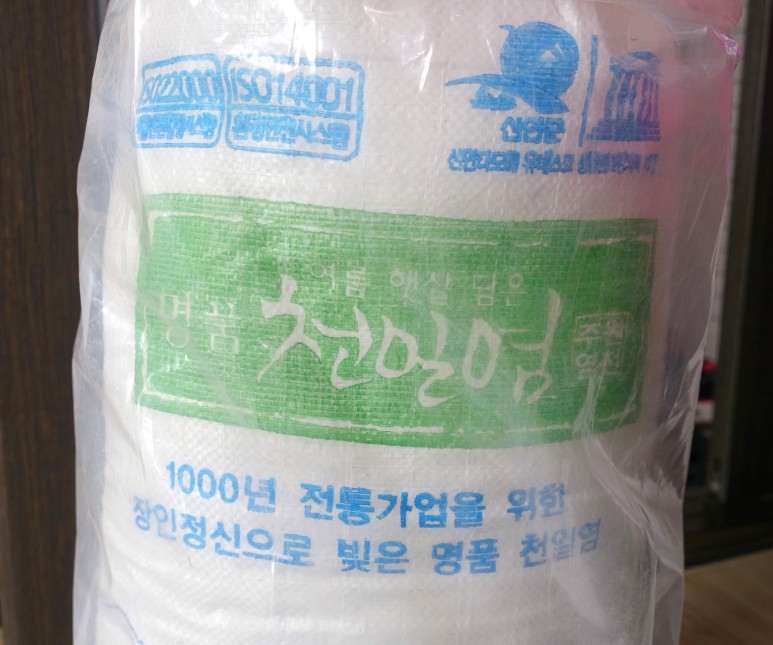 ISO22000 ISO14001
신안군
여름 햇살 담은
명품 천일염
1000년 전통가업을 위한
장인정신으로 빚은 명품 천일염